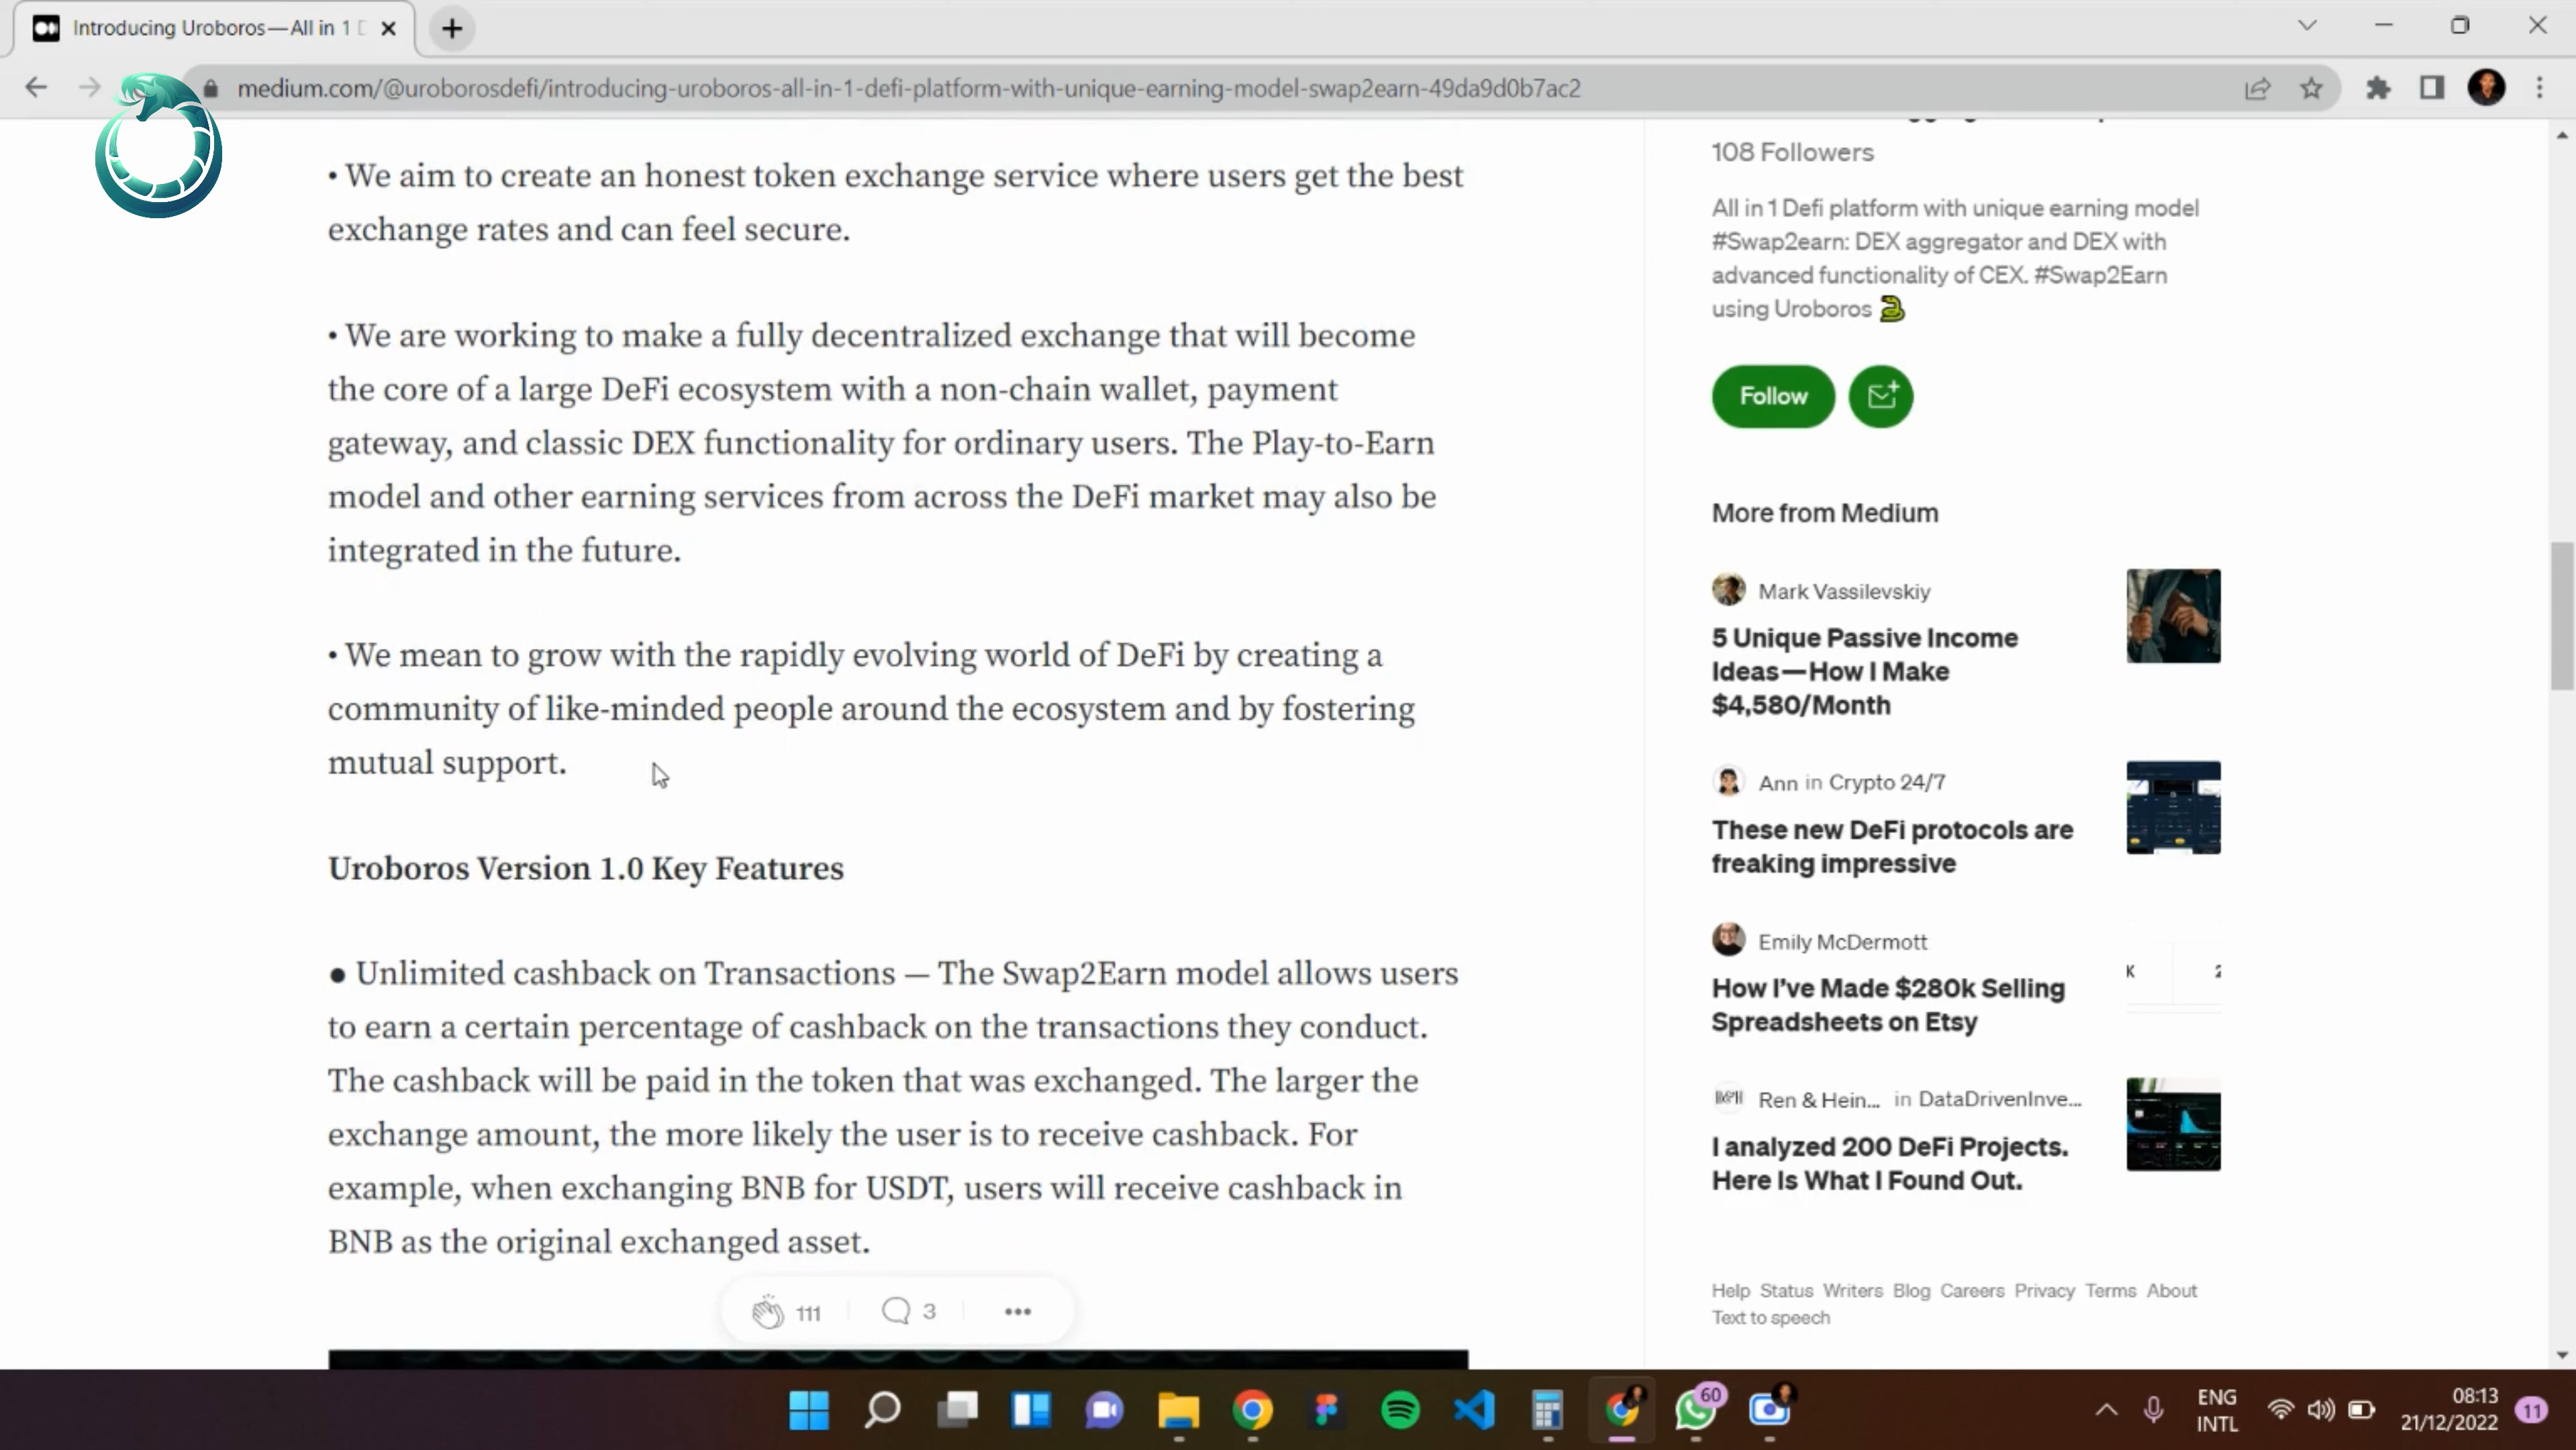 Introducing Uroboros — All in 1 D
medium.com/@uroborosdefi/introducing-uroboros-all-in-1-defi-platform-with-unique-earning-model-swap2earn-49da9d0b7ac2
• We aim to create an honest token exchange service where users get the best
exchange rates and can feel secure.
• We are working to make a fully decentralized exchange that will become
the core of a large DeFi ecosystem with a non-chain wallet, payment
gateway, and classic DEX functionality for ordinary users. The Play-to-Earn
model and other earning services from across the DeFi market may also be
integrated in the future.
• We mean to grow with the rapidly evolving world of DeFi by creating a
community of like-minded people around the ecosystem and by fostering
mutual support.
Uroboros Version 1.0 Key Features
● Unlimited cashback on Transactions — The Swap2Earn model allows users
to earn a certain percentage of cashback on the transactions they conduct.
The cashback will be paid in the token that was exchanged. The larger the
exchange amount, the more likely the user is to receive cashback. For
example, when exchanging BNB for USDT, users will receive cashback in
BNB as the original exchanged asset.
111 3
108 Followers
All in 1 Defi platform with unique earning model
#Swap2earn: DEX aggregator and DEX with
advanced functionality of CEX. #Swap2Earn
using Uroboros
Follow
More from Medium
Mark Vassilevskiy
5 Unique Passive Income
Ideas — How I Make
$4,580/Month
Ann in Crypto 24/7
These new DeFi protocols are
freaking impressive
Emily McDermott
How I've Made $280k Selling
Spreadsheets on Etsy
K 2
Ren & Hein... in DataDrivenInve...
I analyzed 200 DeFi Projects.
Here Is What I Found Out.
Help Status Writers Blog Careers Privacy Terms About
Text to speech
60
ENG
INTL
08:13
21/12/2022
11